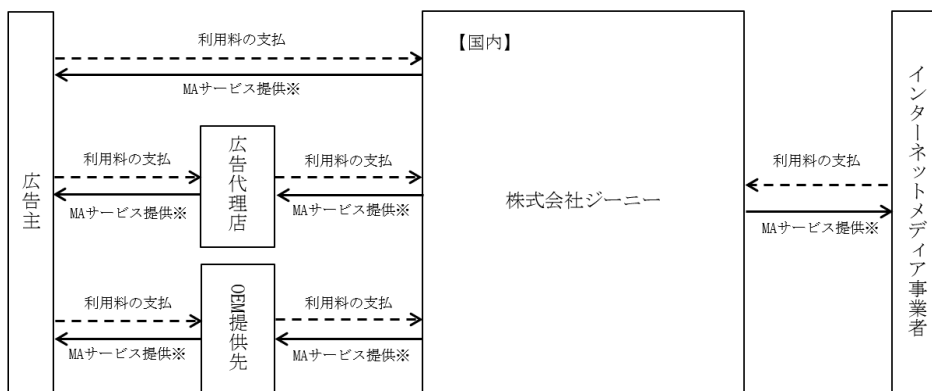 利用料の支払
【国内】
MAサービス提供※
広告主
利用料の支払
MAサービス提供※
広告代理店
利用料の支払
MAサービス提供※
株式会社ジーニー
利用料の支払
MAサービス提供※
インターネットメディア事業者
利用料の支払
MAサービス提供※
OEM提供先
利用料の支払
MAサービス提供※